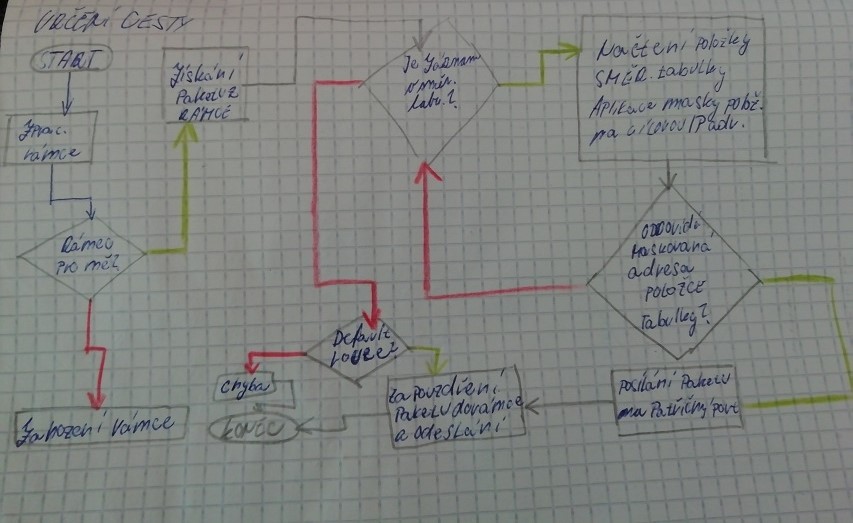 URČENÍ CESTY
START
Zprac.
rámce
Rámec
pro mě?
Zahození rámce
Získání
Paketu z
RÁMCE
Je záznam
v směr.
tabu.?
Načtení položky
SMĚR. tabulky
Aplikace masky polož.
na cílovou IP adr.
Odpovídá
Maskovaná
adresa
POLOŽCE
Tabulky?
Posílání Paketu
na Patřičný port
Default
route?
chyba
KONEC
Zapouzdření
Paketu do rámce
a odeslání